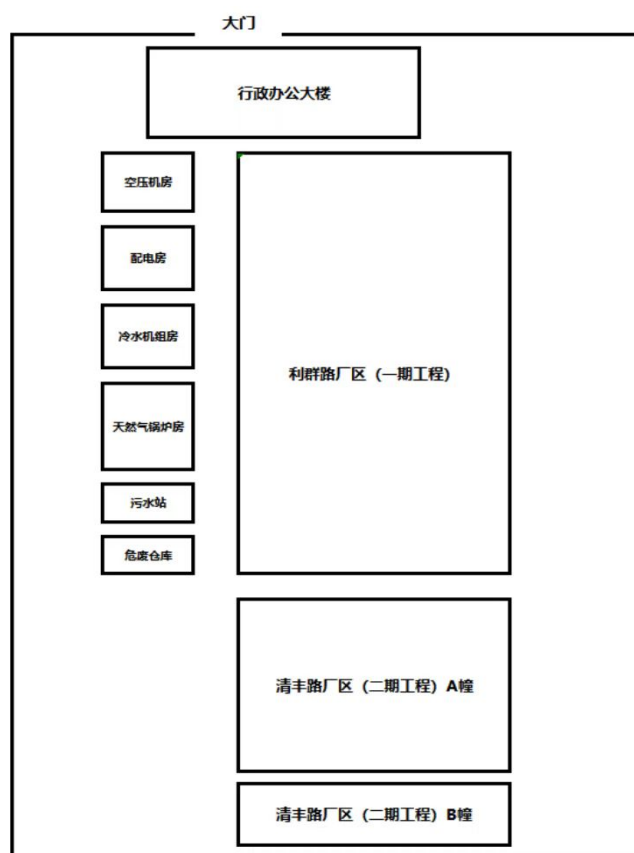 大门
行政办公大楼
空压机房
配电房
冷水机组房
利群路厂区（一期工程）
天然气锅炉房
污水站
危废仓库
清丰路厂区（二期工程）A幢
清丰路厂区（二期工程）B幢